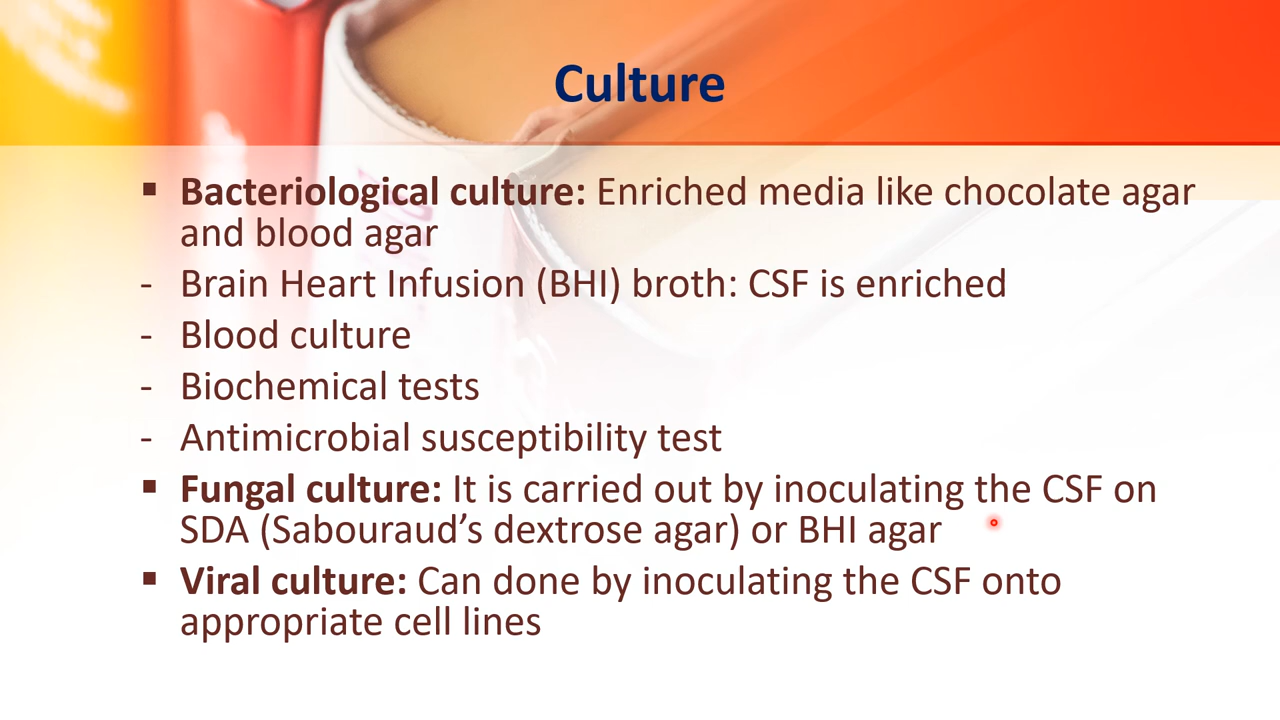 Culture
▪ Bacteriological culture: Enriched media like chocolate agar
and blood agar
- Brain Heart Infusion (BHI) broth: CSF is enriched
- Blood culture
- Biochemical tests
- Antimicrobial susceptibility test
▪ Fungal culture: It is carried out by inoculating the CSF on
SDA (Sabouraud’s dextrose agar) or BHI agar
▪ Viral culture: Can done by inoculating the CSF onto
appropriate cell lines